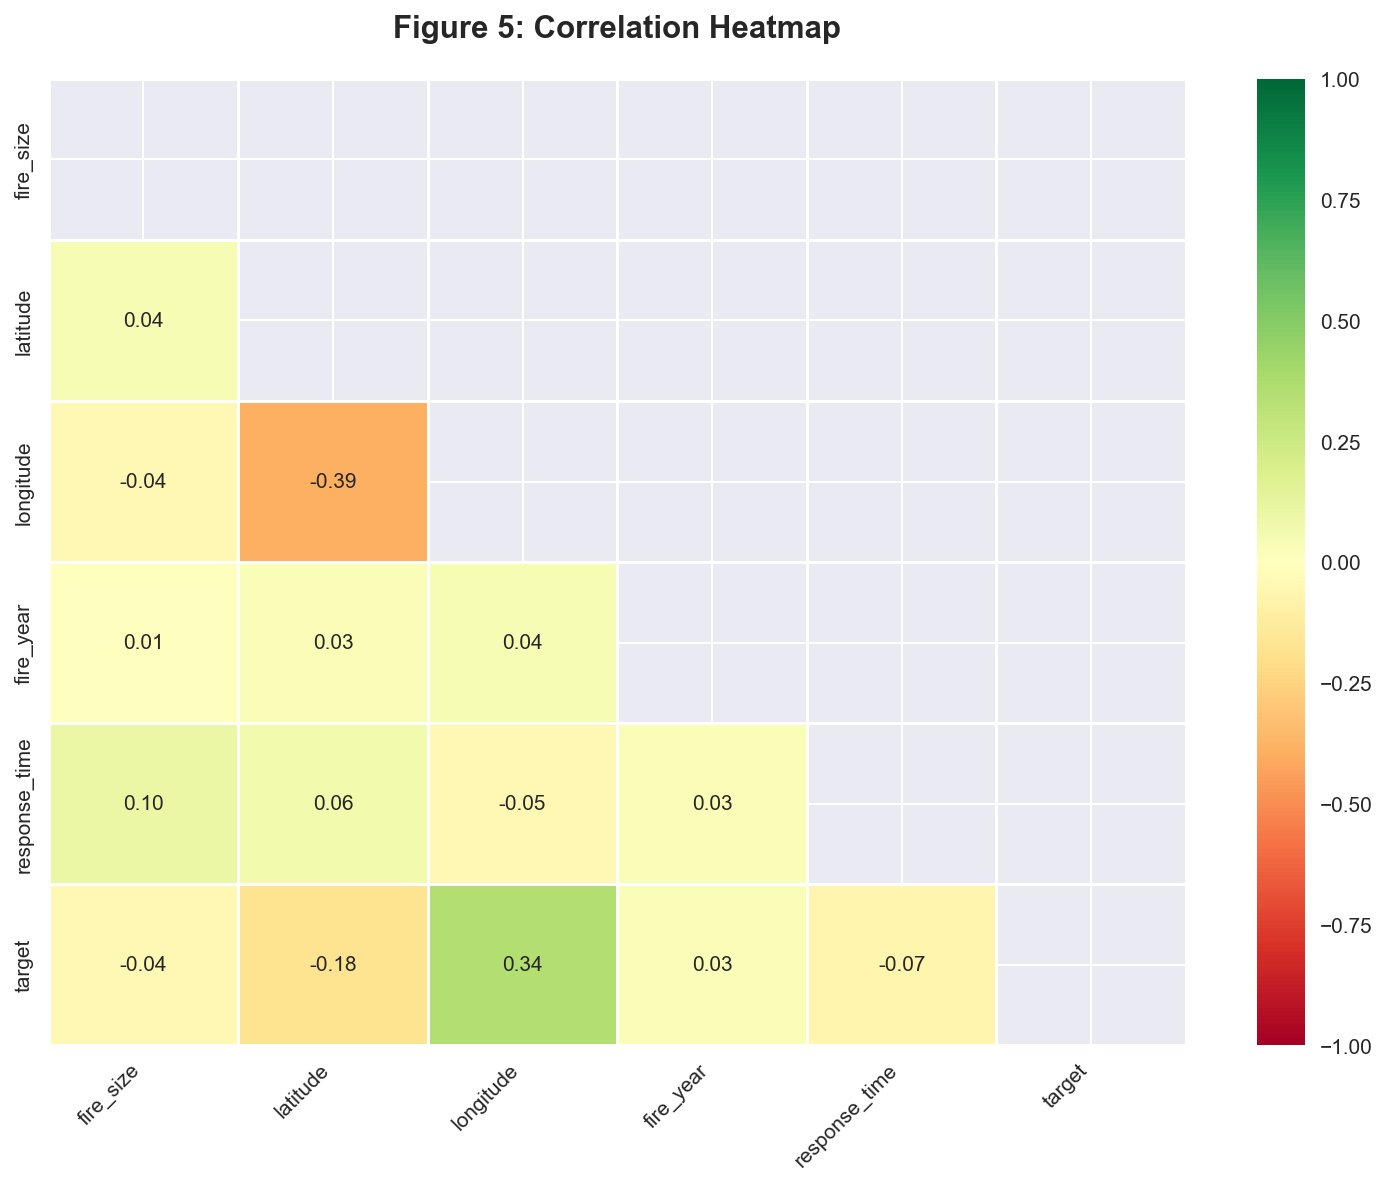 Figure 5: Correlation Heatmap
fire_size
latitude
0.04
longitude
-0.04 -0.39
fire_year
0.01 0.03 0.04
response_time
0.10 0.06 -0.05 0.03
target
-0.04 -0.18 0.34 0.03 -0.07
fire_size latitude longitude fire_year response_time target
1.00
0.75
0.50
0.25
0.00
−0.25
−0.50
−0.75
−1.00